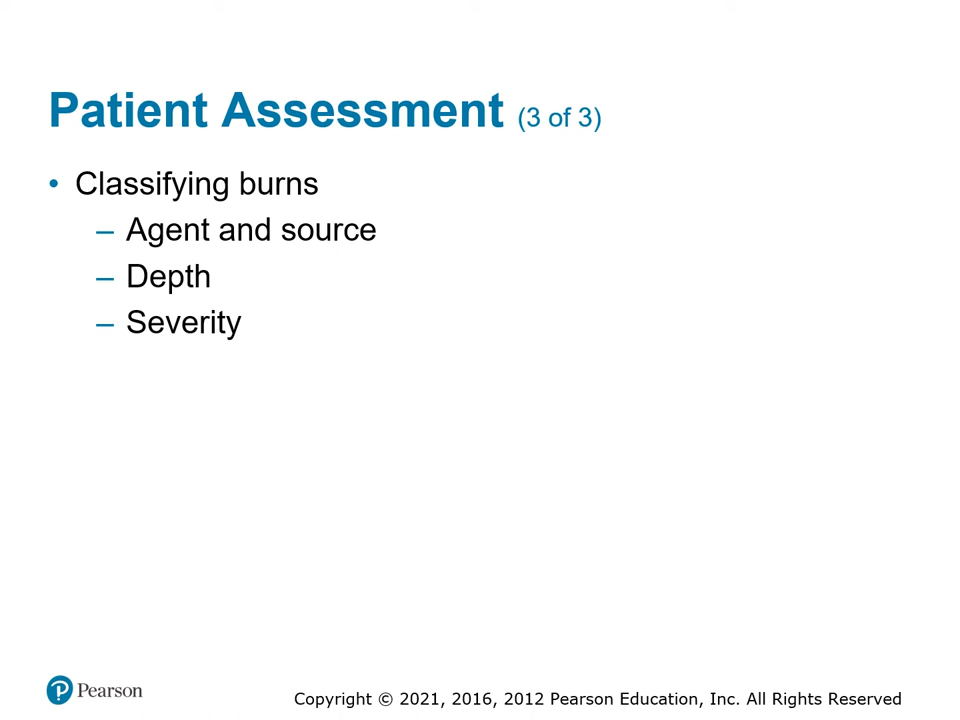 Patient Assessment (3 of 3)
• Classifying burns
– Agent and source
– Depth
– Severity
Pearson
Copyright © 2021, 2016, 2012 Pearson Education, Inc. All Rights Reserved